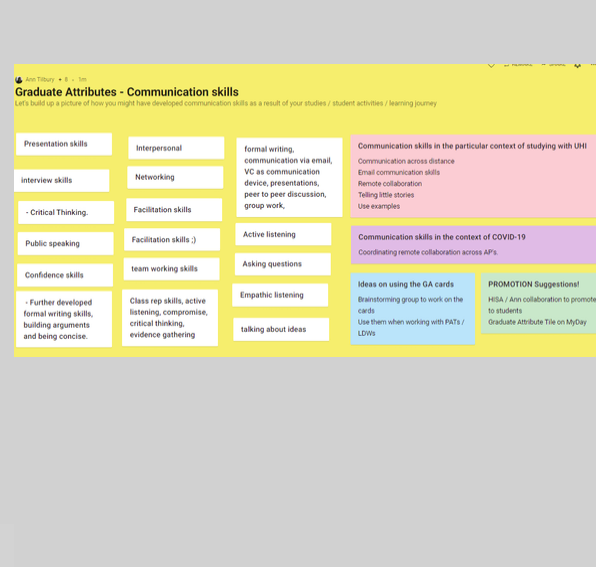 Ann Tilbury • 8 • 1m
Graduate Attributes - Communication skills
Let's build up a picture of how you might have developed communication skills as a result of your studies / student activities / learning journey
Presentation skills
interview skills
- Critical Thinking.
Public speaking
Confidence skills
- Further developed
formal writing skills,
building arguments
and being concise.
Interpersonal
Networking
Facilitation skills
Facilitation skills ;)
team working skills
Class rep skills, active
listening, compromise,
critical thinking,
evidence gathering
formal writing,
communication via email,
VC as communication
device, presentations,
peer to peer discussion,
group work,
Active listening
Asking questions
Empathic listening
talking about ideas
Communication skills in the particular context of studying with UHI
Communication across distance
Email communication skills
Remote collaboration
Telling little stories
Use examples
Communication skills in the context of COVID-19
Coordinating remote collaboration across AP's.
Ideas on using the GA cards
Brainstorming group to work on the
cards
Use them when working with PATs /
LDWs
PROMOTION Suggestions!
HISA / Ann collaboration to promote
to students
Graduate Attribute Tile on MyDay